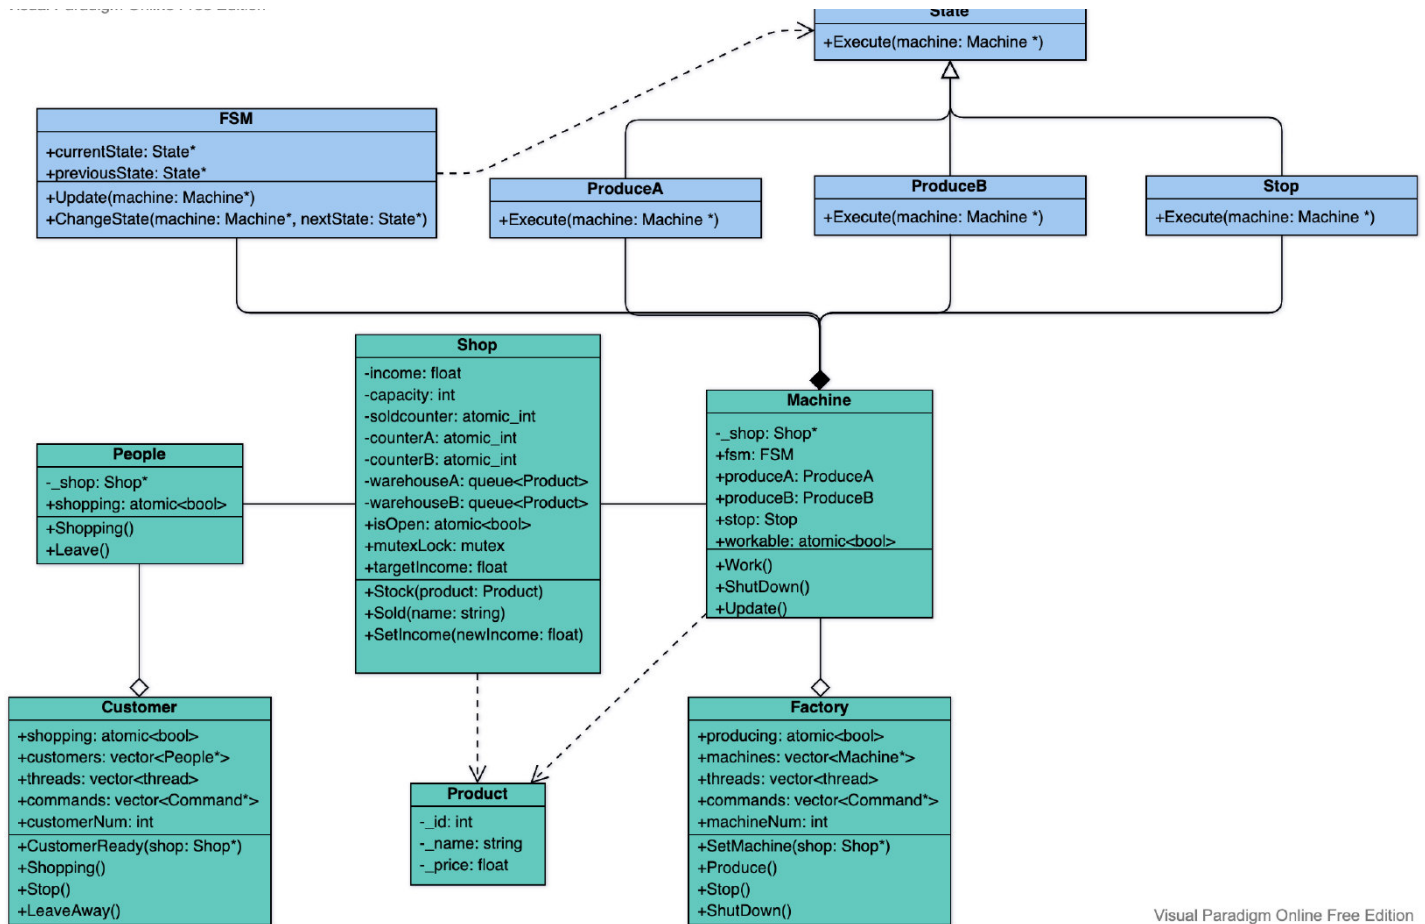 Visual Paradigm Online Free Edition
State
+Execute(machine: Machine *)
FSM
+currentState: State*
+previousState: State*
+Update(machine: Machine*)
+ChangeState(machine: Machine*, nextState: State*)
ProduceA
+Execute(machine: Machine *)
ProduceB
+Execute(machine: Machine *)
Stop
+Execute(machine: Machine *)
Shop
-income: float
-capacity: int
-soldcounter: atomic_int
-counterA: atomic_int
-counterB: atomic_int
-warehouseA: queue<Product>
-warehouseB: queue<Product>
+isOpen: atomic<bool>
+mutexLock: mutex
+targetIncome: float
+Stock(product: Product)
+Sold(name: string)
+SetIncome(newIncome: float)
Machine
-_shop: Shop*
+fsm: FSM
+produceA: ProduceA
+produceB: ProduceB
+stop: Stop
+workable: atomic<bool>
+Work()
+ShutDown()
+Update()
People
-_shop: Shop*
+shopping: atomic<bool>
+Shopping()
+Leave()
Customer
+shopping: atomic<bool>
+customers: vector<People*>
+threads: vector<thread>
+commands: vector<Command*>
+customerNum: int
+CustomerReady(shop: Shop*)
+Shopping()
+Stop()
+LeaveAway()
Product
-_id: int
-_name: string
-_price: float
Factory
+producing: atomic<bool>
+machines: vector<Machine*>
+threads: vector<thread>
+commands: vector<Command*>
+machineNum: int
+SetMachine(shop: Shop*)
+Produce()
+Stop()
+ShutDown()
Visual Paradigm Online Free Edition